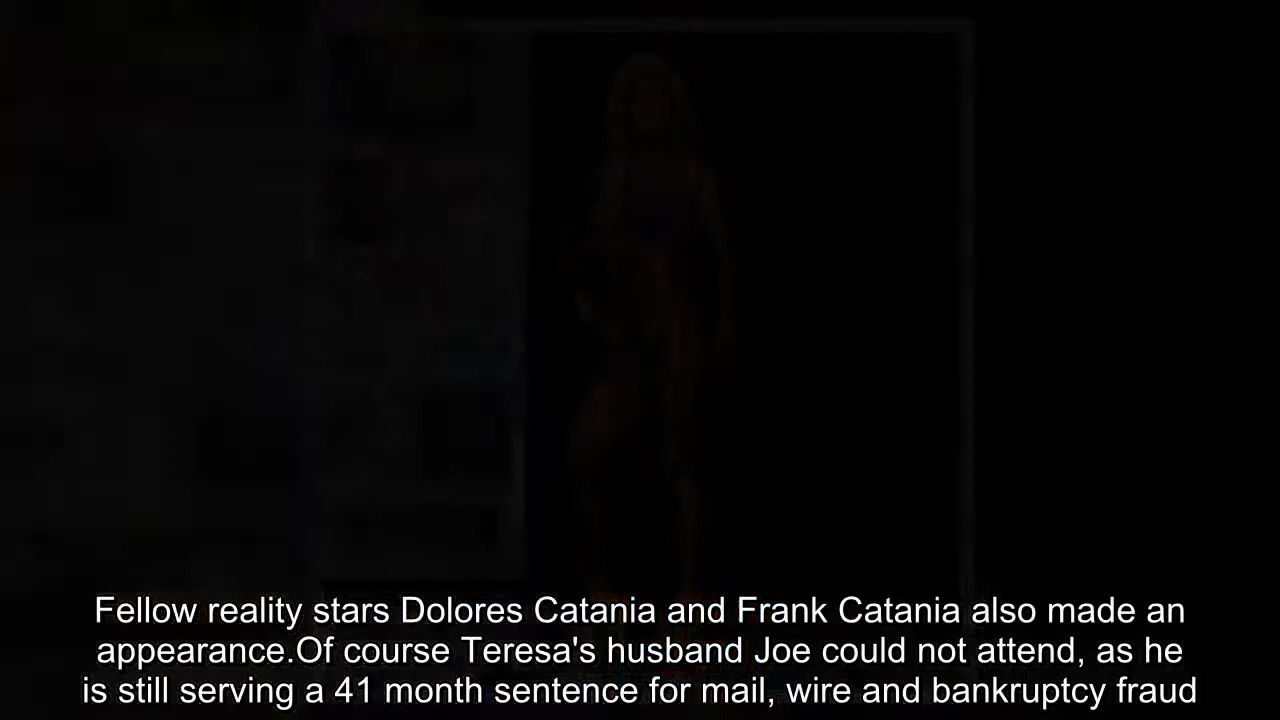 Fellow reality stars Dolores Catania and Frank Catania also made an
appearance.Of course Teresa's husband Joe could not attend, as he
is still serving a 41 month sentence for mail, wire and bankruptcy fraud